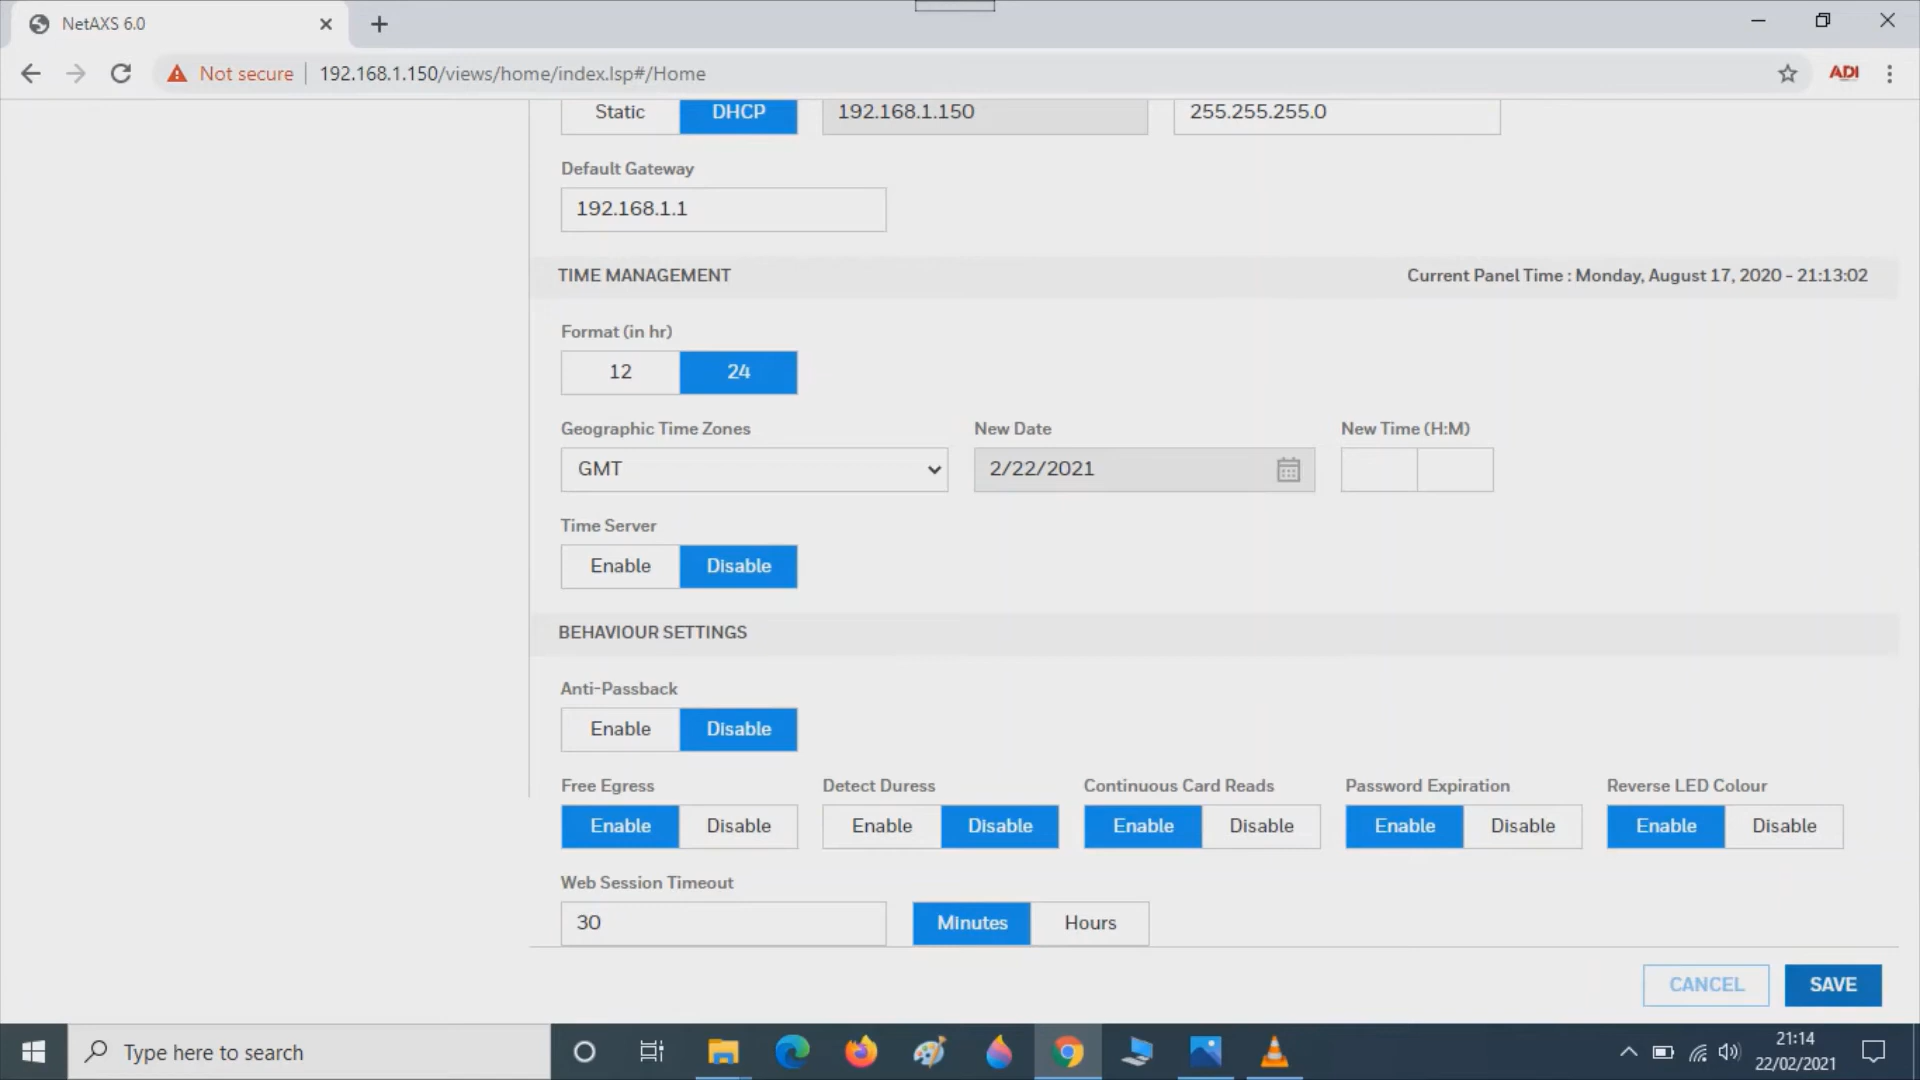 NetAXS 6.0
Not secure
192.168.1.150/views/home/index.lsp#/Home
ADI
Static DHCP 192.168.1.150 255.255.255.0
Default Gateway
192.168.1.1
TIME MANAGEMENT Current Panel Time : Monday, August 17, 2020 - 21:13:02
Format (in hr)
12 24
Geographic Time Zones New Date New Time (H:M)
GMT 2/22/2021
Time Server
Enable Disable
BEHAVIOUR SETTINGS
Anti-Passback
Enable Disable
Free Egress Detect Duress Continuous Card Reads Password Expiration Reverse LED Colour
Enable Disable Enable Disable Enable Disable Enable Disable Enable Disable
Web Session Timeout
30 Minutes Hours
CANCEL SAVE
Type here to search
21:14
22/02/2021